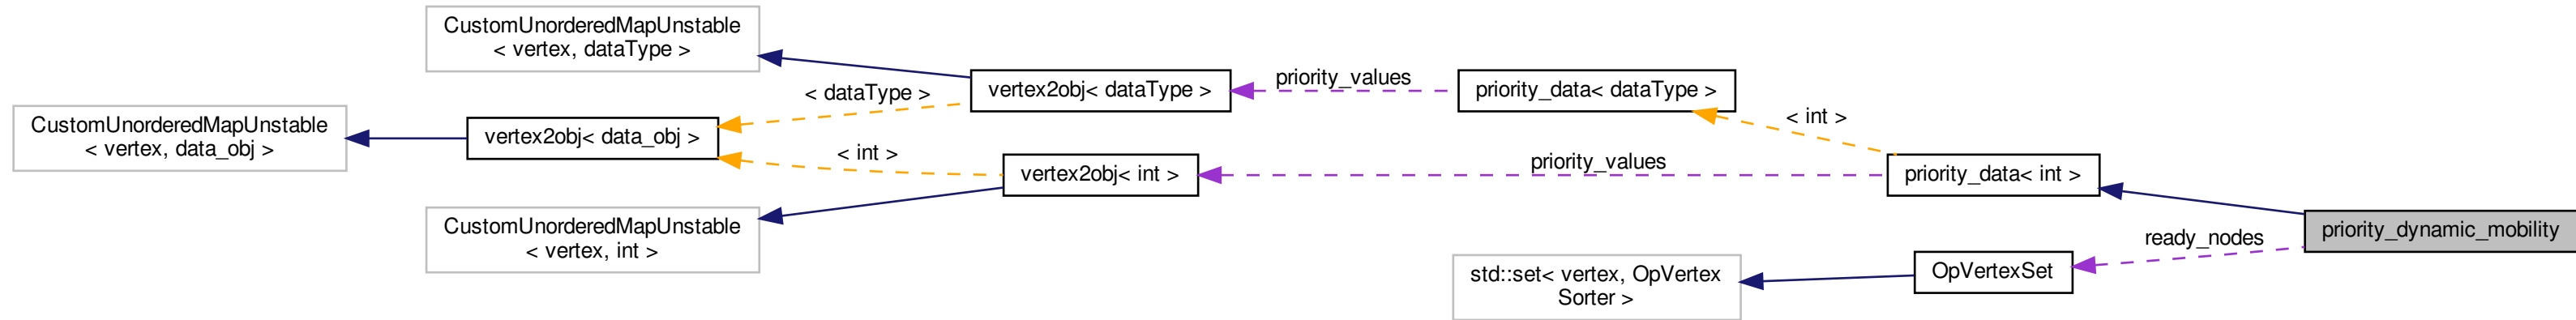 CustomUnorderedMapUnstable
< vertex, dataType >
CustomUnorderedMapUnstable
< vertex, data_obj >
vertex2obj< data_obj >
< dataType >
< int >
vertex2obj< dataType >
priority_values
priority_data< dataType >
< int >
vertex2obj< int >
priority_values
priority_data< int >
CustomUnorderedMapUnstable
< vertex, int >
priority_dynamic_mobility
ready_nodes
OpVertexSet
std::set< vertex, OpVertex
Sorter >